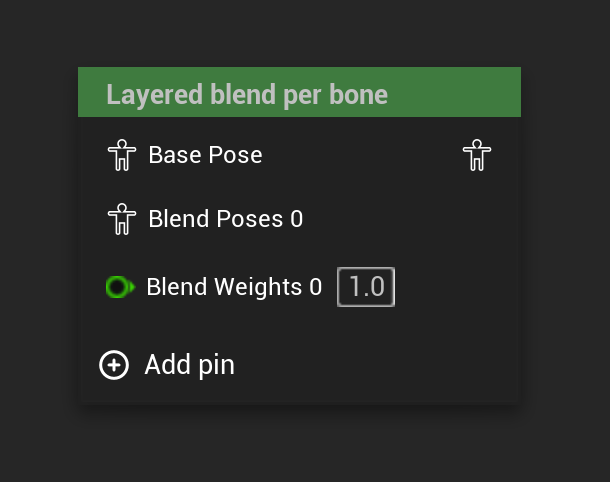 Layered blend per bone
Base Pose
Blend Poses 0
Blend Weights 0 1.0
Add pin